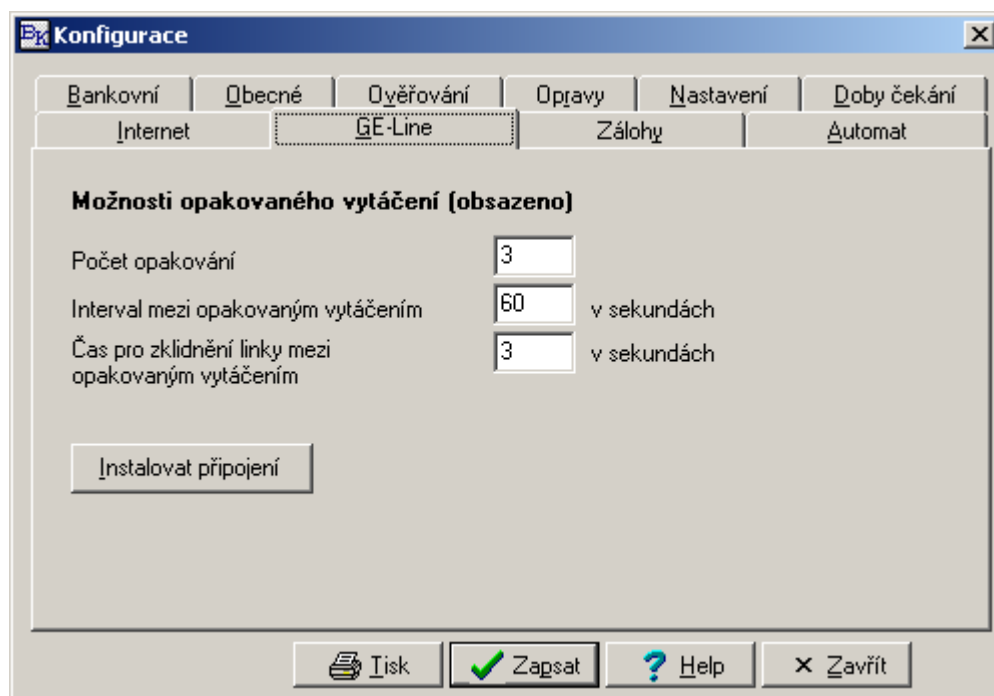 BK Konfigurace
Bankovní Obecné Ověřování Opravy Nastavení Doby čekání
Internet GE-Line Zálohy Automat
Možnosti opakovaného vytáčení (obsazeno)
Počet opakování 3
Interval mezi opakovaným vytáčením 60 v sekundách
Čas pro zklidnění linky mezi 3 v sekundách
opakovaným vytáčením
Instalovat připojení
Tisk Zapsat Help Zavřít